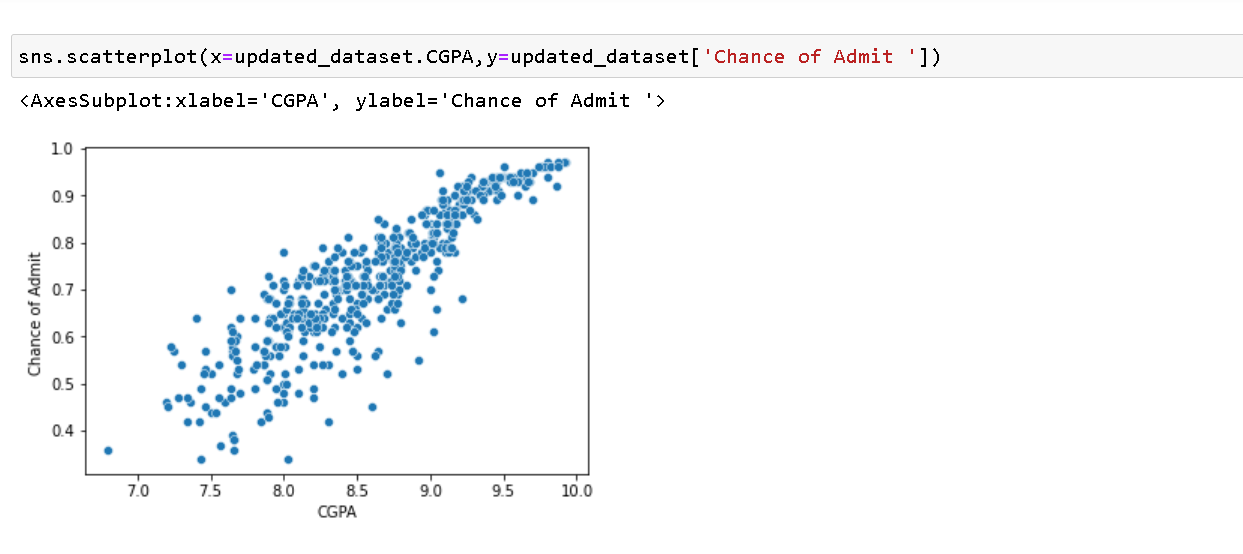 sns.scatterplot(x=updated_dataset.CGPA,y=updated_dataset['Chance of Admit '])
<AxesSubplot:xlabel='CGPA', ylabel='Chance of Admit '>
1.0
0.9
0.8
0.7
0.6
0.5
0.4
Chance of Admit
7.0 7.5 8.0 8.5 9.0 9.5 10.0
CGPA